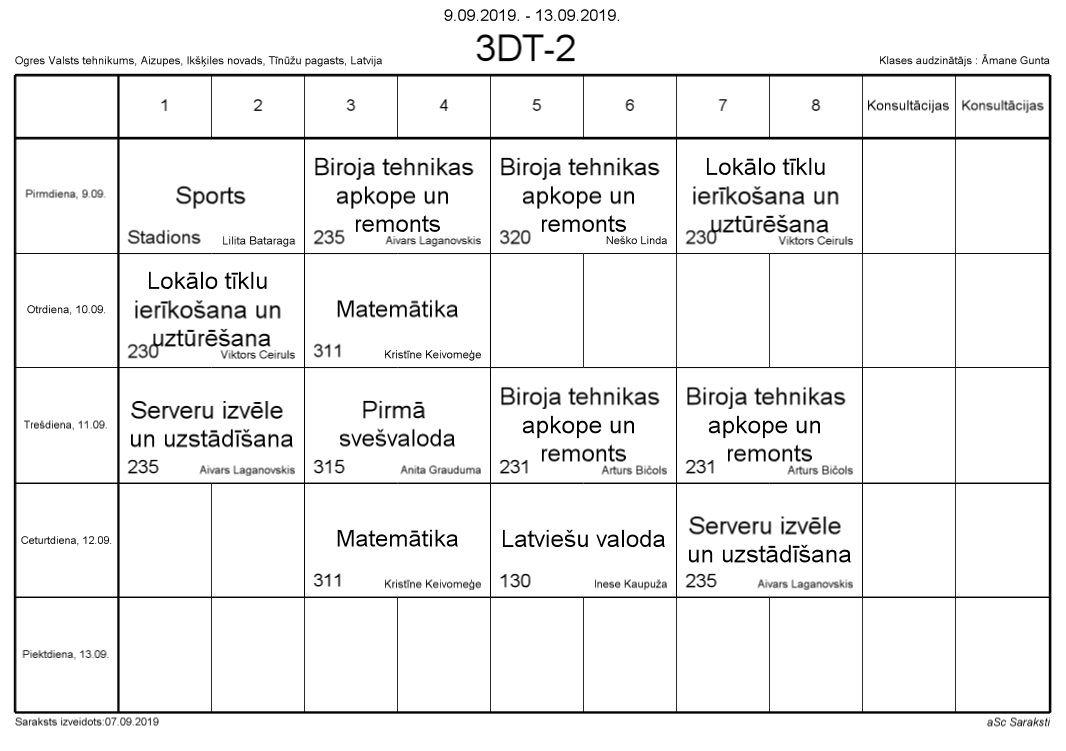 9.09.2019. - 13.09.2019.
3DT-2
Ogres Valsts tehnikums, Aizupes, Ikšķiles novads, Tīnūžu pagasts, Latvija
Klases audzinātājs : Āmane Gunta
1 2 3 4 5 6 7 8 Konsultācijas Konsultācijas
Pirmdiena, 9.09.
Sports
Stadions Lilita Bataraga
Biroja tehnikas
apkope un
remonts
235 Aivars Laganovskis
Biroja tehnikas
apkope un
remonts
320 Neško Linda
Lokālo tīklu
ierīkošana un
uztūrēšana
230 Viktors Ceiruls
Otrdiena, 10.09.
Lokālo tīklu
ierīkošana un
uztūrēšana
230 Viktors Ceiruls
Matemātika
311 Kristīne Keivomeģe
Trešdiena, 11.09.
Serveru izvēle
un uzstādīšana
235 Aivars Laganovskis
Pirmā
svešvaloda
315 Anita Grauduma
Biroja tehnikas
apkope un
remonts
231 Arturs Bičols
Biroja tehnikas
apkope un
remonts
231 Arturs Bičols
Ceturtdiena, 12.09.
Matemātika
311 Kristīne Keivomeģe
Latviešu valoda
130 Inese Kaupuža
Serveru izvēle
un uzstādīšana
235 Aivars Laganovskis
Piektdiena, 13.09.
Saraksts izveidots:07.09.2019
aSc Saraksti